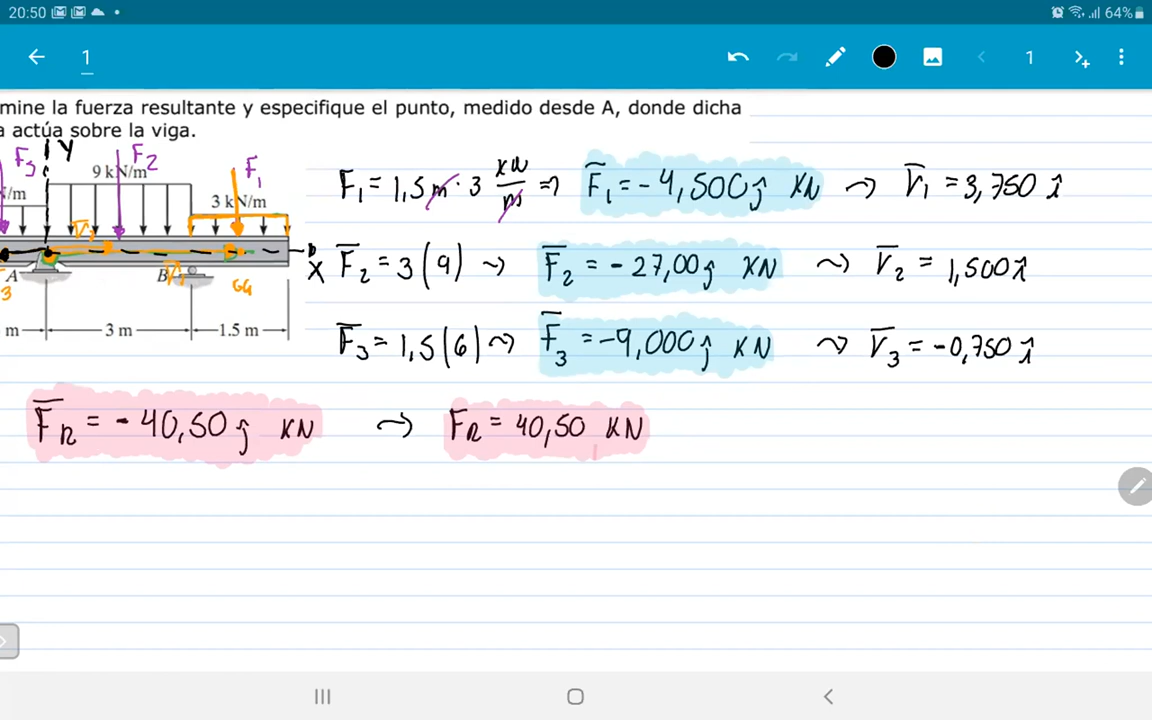 20:50 64%
1 1
mine la fuerza resultante y especifique el punto, medido desde A, donde dicha
a actúa sobre la viga.
F₃ y F₂ F₁
9 kN/m
/m 3 kN/m
A B X
m 3 m 1.5 m
F₁ = 1,5 m · 3 KN/m ⇒ F̅₁ = -4,500 ĵ KN ⤳ r̅₁ = 3,750 î
F̅₂ = 3(9) ⤳ F̅₂ = -27,00 ĵ KN ⤳ r̅₂ = 1,500 î
F̅₃ = 1,5(6) ⤳ F̅₃ = -9,000 ĵ KN ⤳ r̅₃ = -0,750 î
F̅R = -40,50 ĵ KN ⤳ FR = 40,50 KN